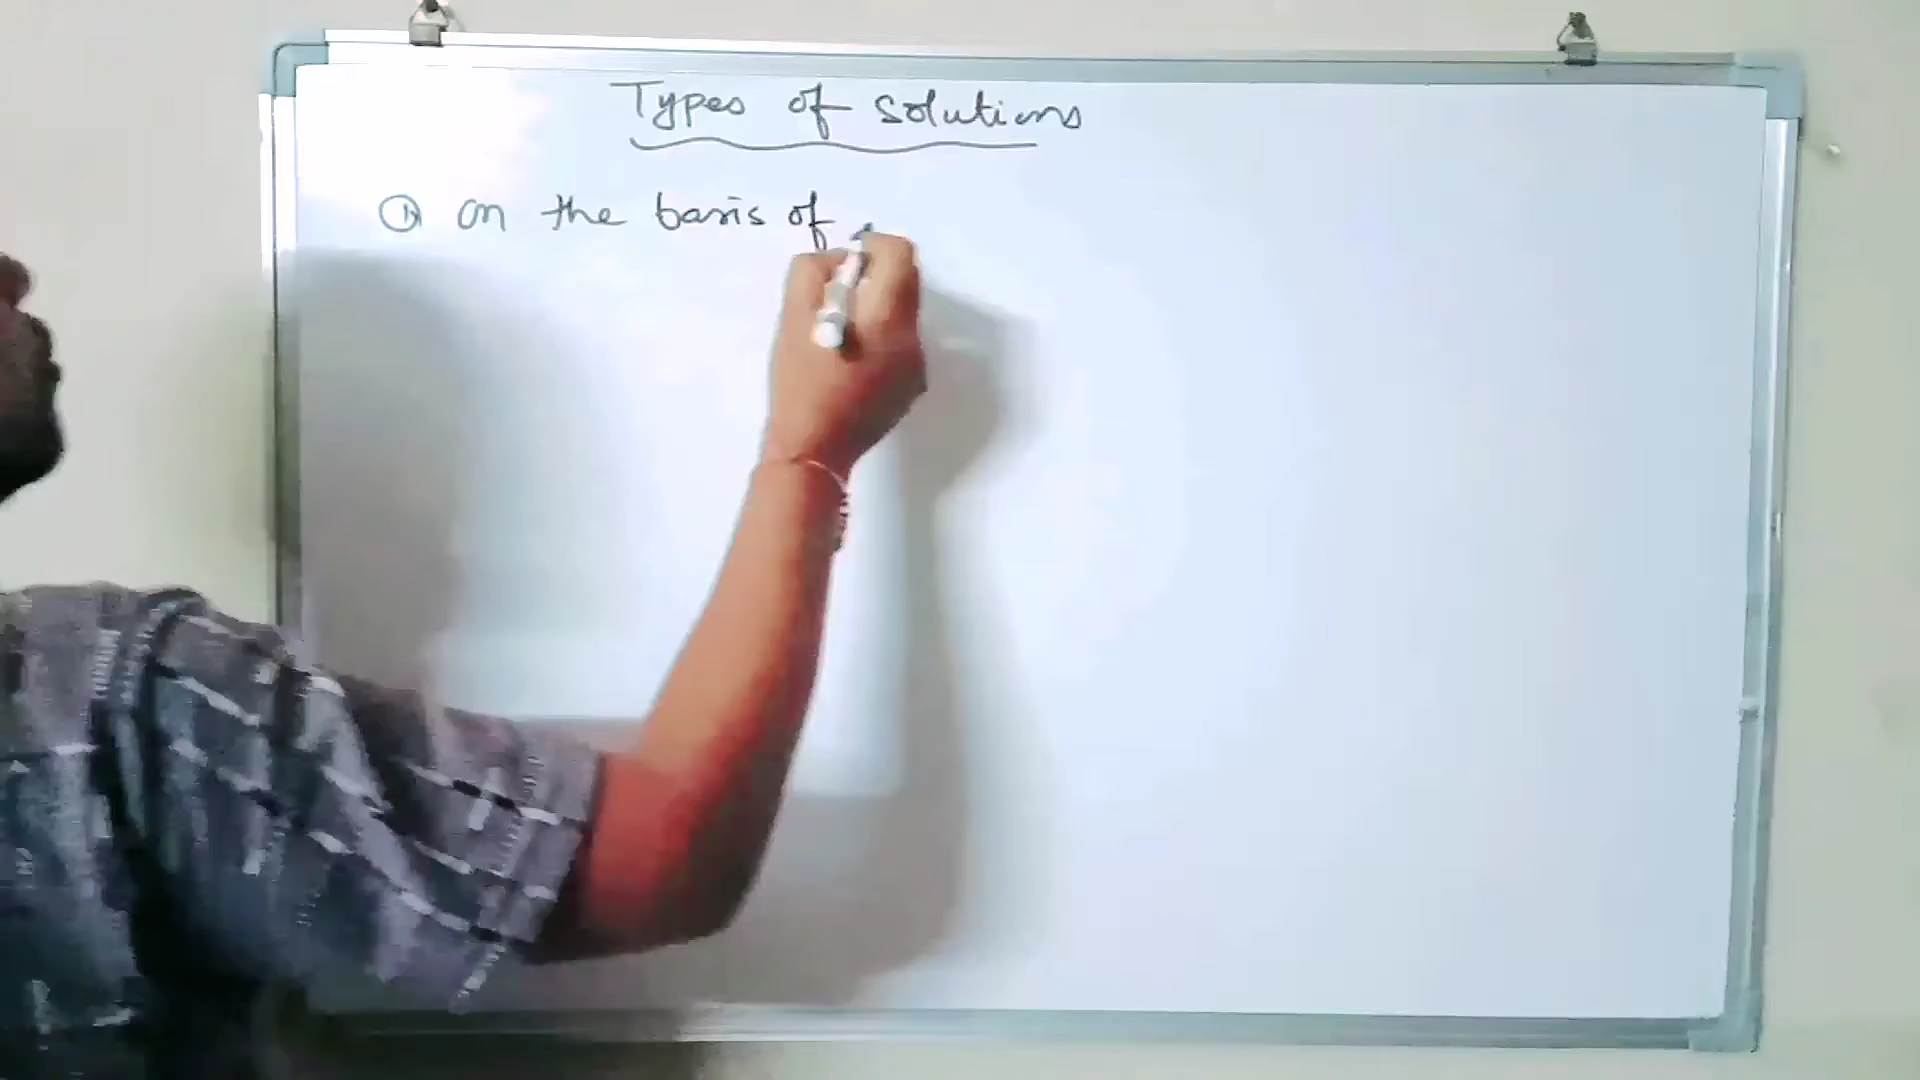 Types of solutions
① on the basis of